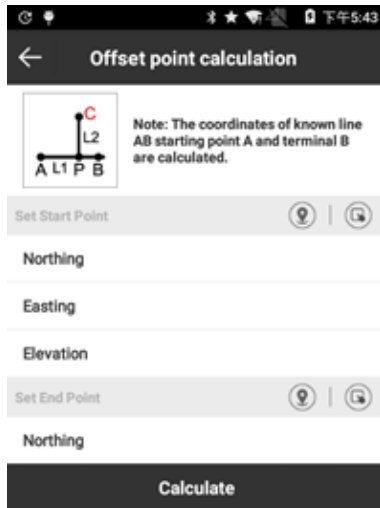 下午5:43
Offset point calculation
C
L2
A L1 P B
Note: The coordinates of known line
AB starting point A and terminal B
are calculated.
Set Start Point
Northing
Easting
Elevation
Set End Point
Northing
Calculate